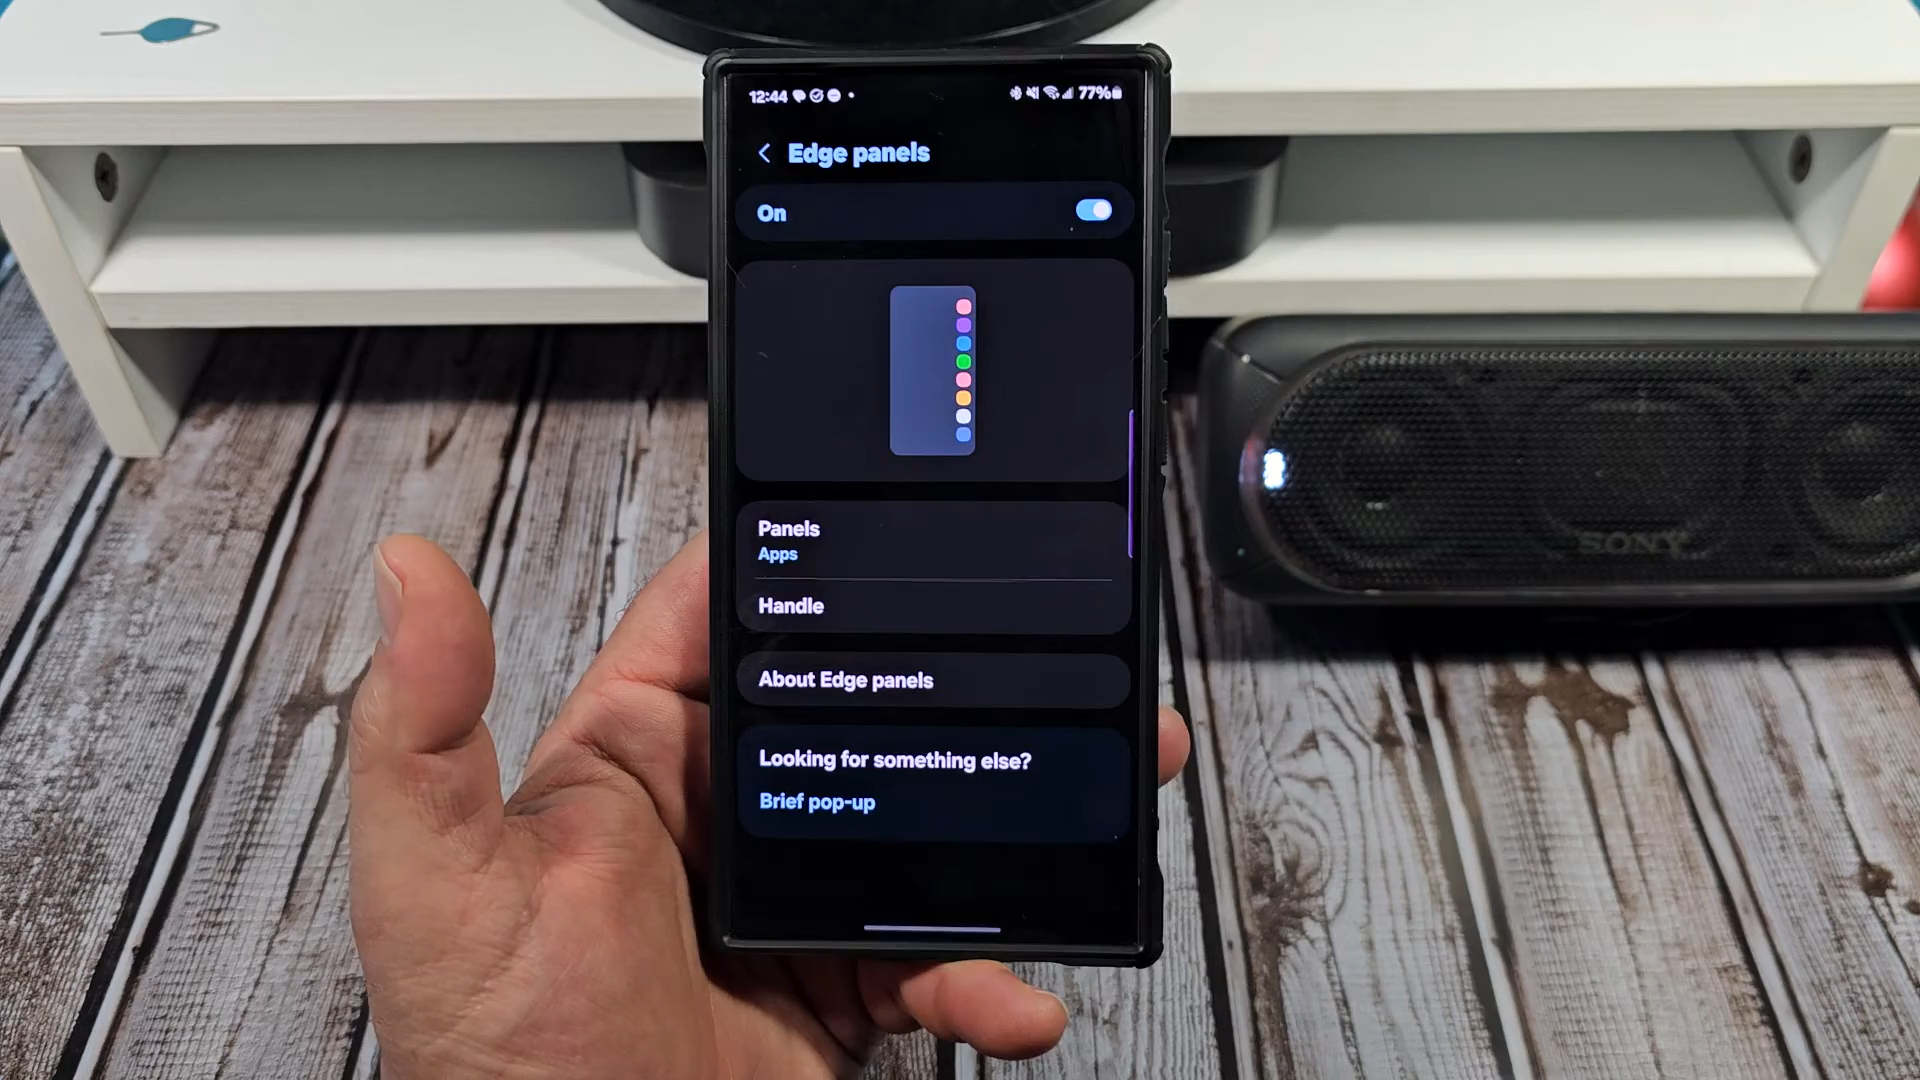 12:44 77%
Edge panels
On
Panels
Apps
Handle
About Edge panels
Looking for something else?
Brief pop-up
SONY